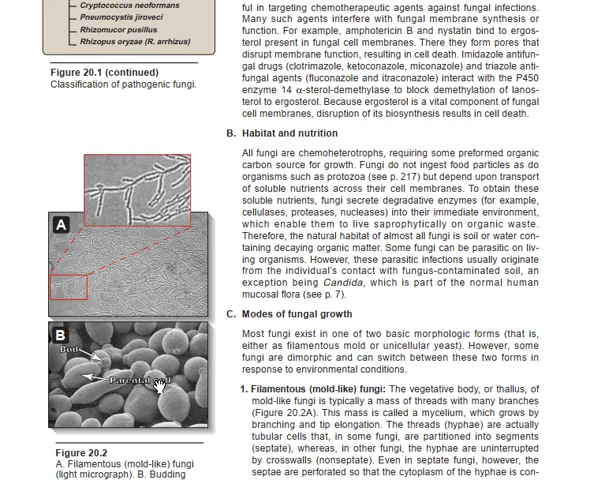 Cryptococcus neoformans
Pneumocystis jiroveci
Rhizomucor pusillus
Rhizopus oryzae (R. arrhizus)
Figure 20.1 (continued)
Classification of pathogenic fungi.
A
B
Bud
Parental cell
Figure 20.2
A. Filamentous (mold-like) fungi
(light micrograph). B. Budding
ful in targeting chemotherapeutic agents against fungal infections.
Many such agents interfere with fungal membrane synthesis or
function. For example, amphotericin B and nystatin bind to ergos-
terol present in fungal cell membranes. There they form pores that
disrupt membrane function, resulting in cell death. Imidazole antifun-
gal drugs (clotrimazole, ketoconazole, miconazole) and triazole anti-
fungal agents (fluconazole and itraconazole) interact with the P450
enzyme 14 α-sterol-demethylase to block demethylation of lanos-
terol to ergosterol. Because ergosterol is a vital component of fungal
cell membranes, disruption of its biosynthesis results in cell death.
B. Habitat and nutrition
All fungi are chemoheterotrophs, requiring some preformed organic
carbon source for growth. Fungi do not ingest food particles as do
organisms such as protozoa (see p. 217) but depend upon transport
of soluble nutrients across their cell membranes. To obtain these
soluble nutrients, fungi secrete degradative enzymes (for example,
cellulases, proteases, nucleases) into their immediate environment,
which enable them to live saprophytically on organic waste.
Therefore, the natural habitat of almost all fungi is soil or water con-
taining decaying organic matter. Some fungi can be parasitic on liv-
ing organisms. However, these parasitic infections usually originate
from the individual's contact with fungus-contaminated soil, an
exception being Candida, which is part of the normal human
mucosal flora (see p. 7).
C. Modes of fungal growth
Most fungi exist in one of two basic morphologic forms (that is,
either as filamentous mold or unicellular yeast). However, some
fungi are dimorphic and can switch between these two forms in
response to environmental conditions.
1. Filamentous (mold-like) fungi: The vegetative body, or thallus, of
mold-like fungi is typically a mass of threads with many branches
(Figure 20.2A). This mass is called a mycelium, which grows by
branching and tip elongation. The threads (hyphae) are actually
tubular cells that, in some fungi, are partitioned into segments
(septate), whereas, in other fungi, the hyphae are uninterrupted
by crosswalls (nonseptate). Even in septate fungi, however, the
septae are perforated so that the cytoplasm of the hyphae is con-